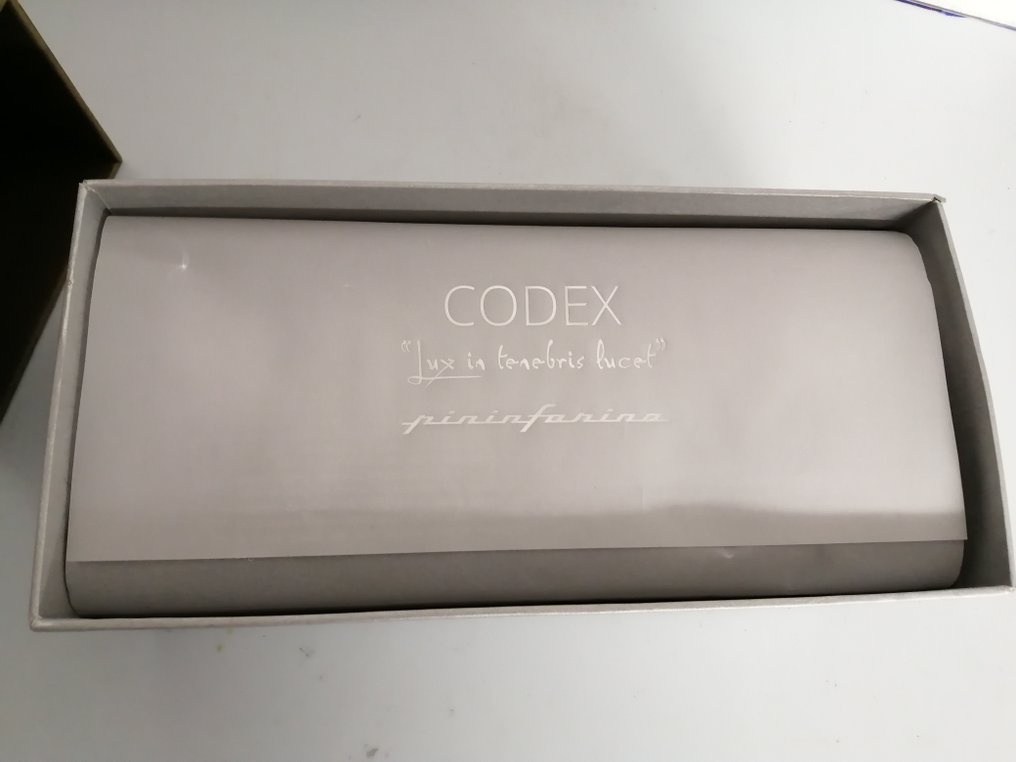 CODEX
"Lux in tenebris lucet"
pininfarina